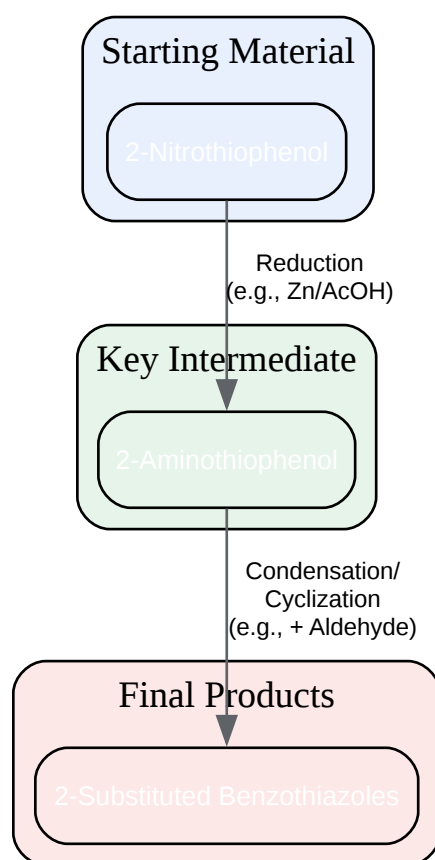 Starting Material
2-Nitrothiophenol
Reduction
(e.g., Zn/AcOH)
Key Intermediate
2-Aminothiophenol
Condensation/
Cyclization
(e.g., + Aldehyde)
Final Products
2-Substituted Benzothiazoles